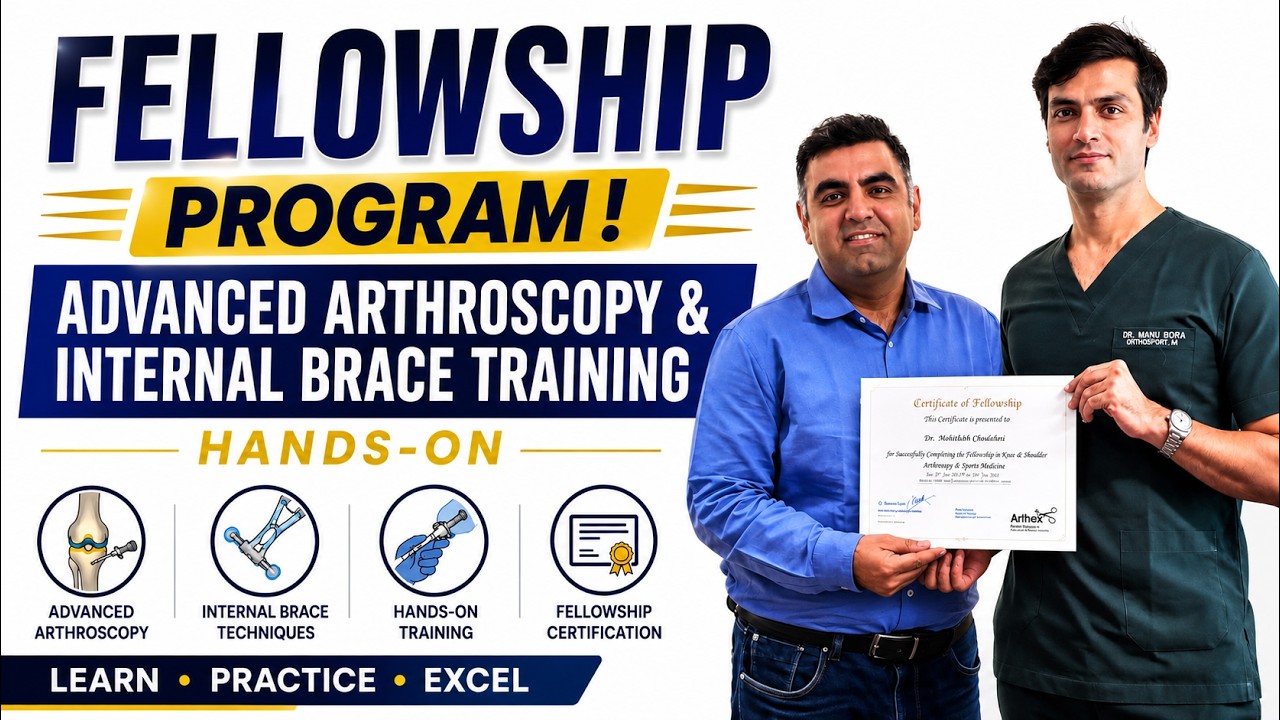 FELLOWSHIP
PROGRAM!
ADVANCED ARTHROSCOPY &
INTERNAL BRACE TRAINING
HANDS-ON
ADVANCED
ARTHROSCOPY
INTERNAL BRACE
TECHNIQUES
HANDS-ON
TRAINING
FELLOWSHIP
CERTIFICATION
LEARN • PRACTICE • EXCEL
DR. MANU BORA
ORTHOSPORT.M
Certificate of Fellowship
This Certificate is presented to
Dr.
for Succesfully Completing the Fellowship in Knee & Shoulder
Arthroscopy & Sports Medicine
Arthex